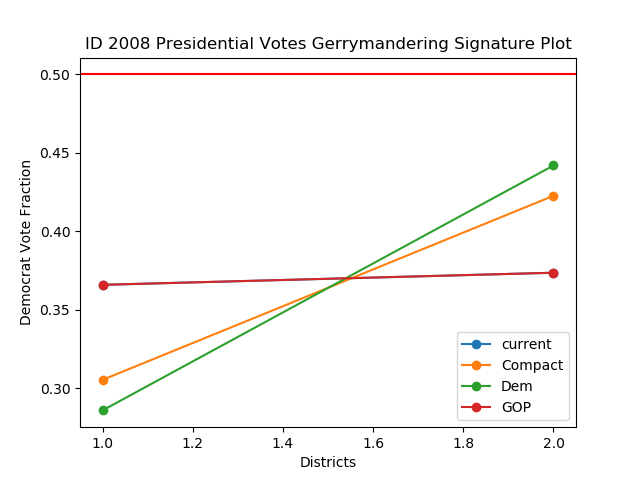 ID 2008 Presidential Votes Gerrymandering Signature Plot
0.50
0.45
0.40
0.35
0.30
Democrat Vote Fraction
current
Compact
Dem
GOP
1.0 1.2 1.4 1.6 1.8 2.0
Districts